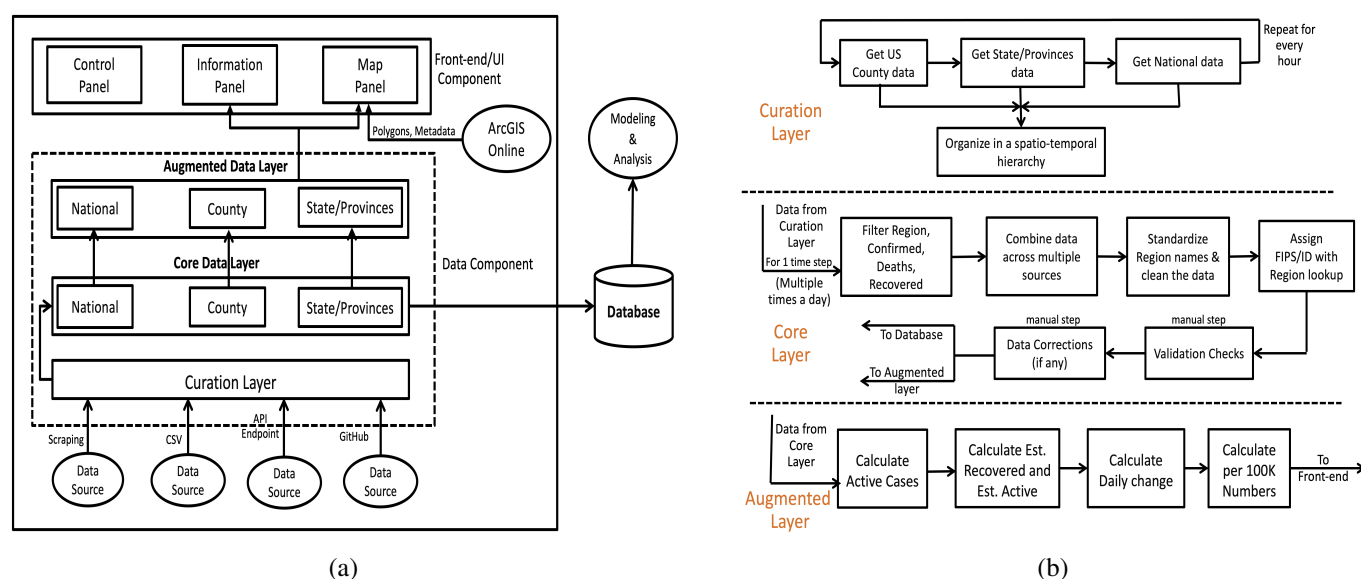 Control
Panel
Information
Panel
Map
Panel
Front-end/UI
Component
Polygons, Metadata
ArcGIS
Online
Augmented Data Layer
National
County
State/Provinces
Core Data Layer
National
County
State/Provinces
Data Component
Curation Layer
Scraping
CSV
API
Endpoint
GitHub
Data
Source
Data
Source
Data
Source
Data
Source
Modeling
&
Analysis
Database
(a)
Get US
County data
Get State/Provinces
data
Get National data
Repeat for
every
hour
Curation
Layer
Organize in a spatio-temporal
hierarchy
Data from
Curation
Layer
For 1 time step
(Multiple
times a day)
Filter Region,
Confirmed,
Deaths,
Recovered
Combine data
across multiple
sources
Standardize
Region names &
clean the data
Assign
FIPS/ID with
Region lookup
Core
Layer
To Database
To Augmented
layer
manual step
Data Corrections
(if any)
manual step
Validation Checks
Data from
Core
Layer
Augmented
Layer
Calculate
Active Cases
Calculate Est.
Recovered and
Est. Active
Calculate
Daily change
Calculate
per 100K
Numbers
To
Front-end
(b)